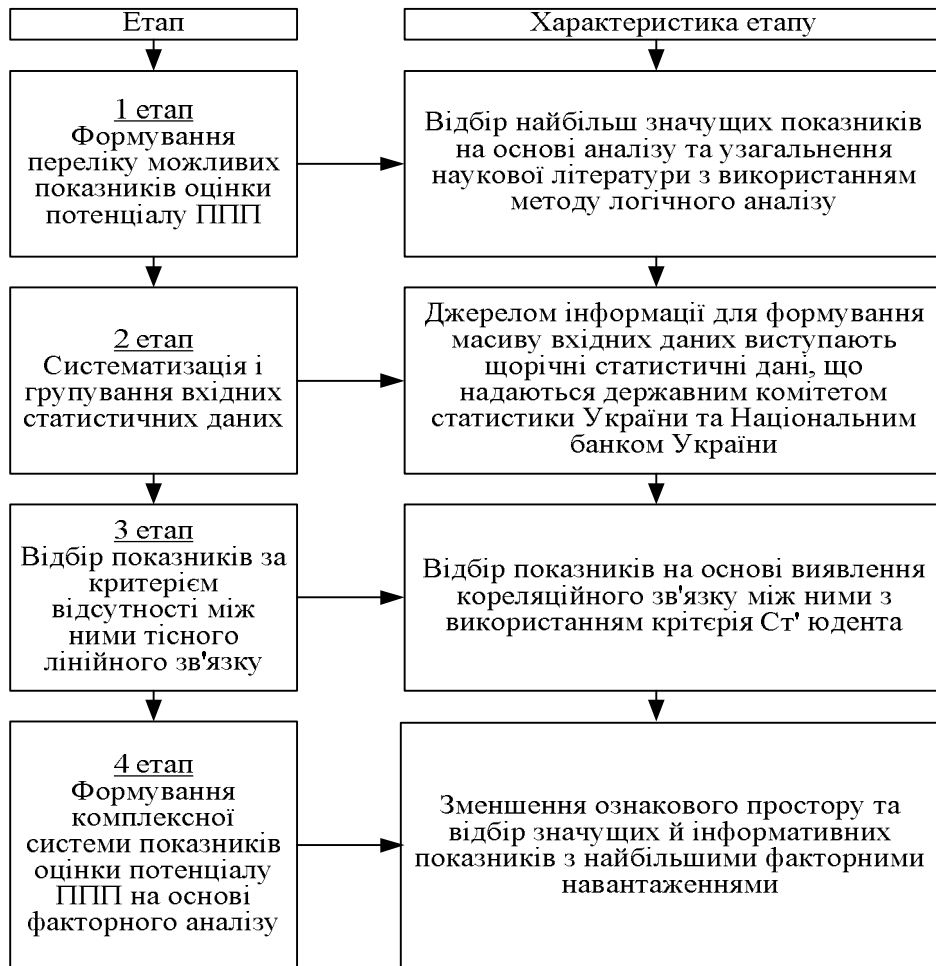 Етап
Характеристика етапу
1 етап
Формування
переліку можливих
показників оцінки
потенціалу ППП
Відбір найбільш значущих показників
на основі аналізу та узагальнення
наукової літератури з використанням
методу логічного аналізу
2 етап
Систематизація і
групування вхідних
статистичних даних
Джерелом інформації для формування
масиву вхідних даних виступають
щорічні статистичні дані, що
надаються державним комітетом
статистики України та Національним
банком України
3 етап
Відбір показників за
критерієм
відсутності між
ними тісного
лінійного зв'язку
Відбір показників на основі виявлення
кореляційного зв'язку між ними з
використанням крітєрія Ст' юдента
4 етап
Формування
комплексної
системи показників
оцінки потенціалу
ППП на основі
факторного аналізу
Зменшення ознакового простору та
відбір значущих й інформативних
показників з найбільшими факторними
навантаженнями